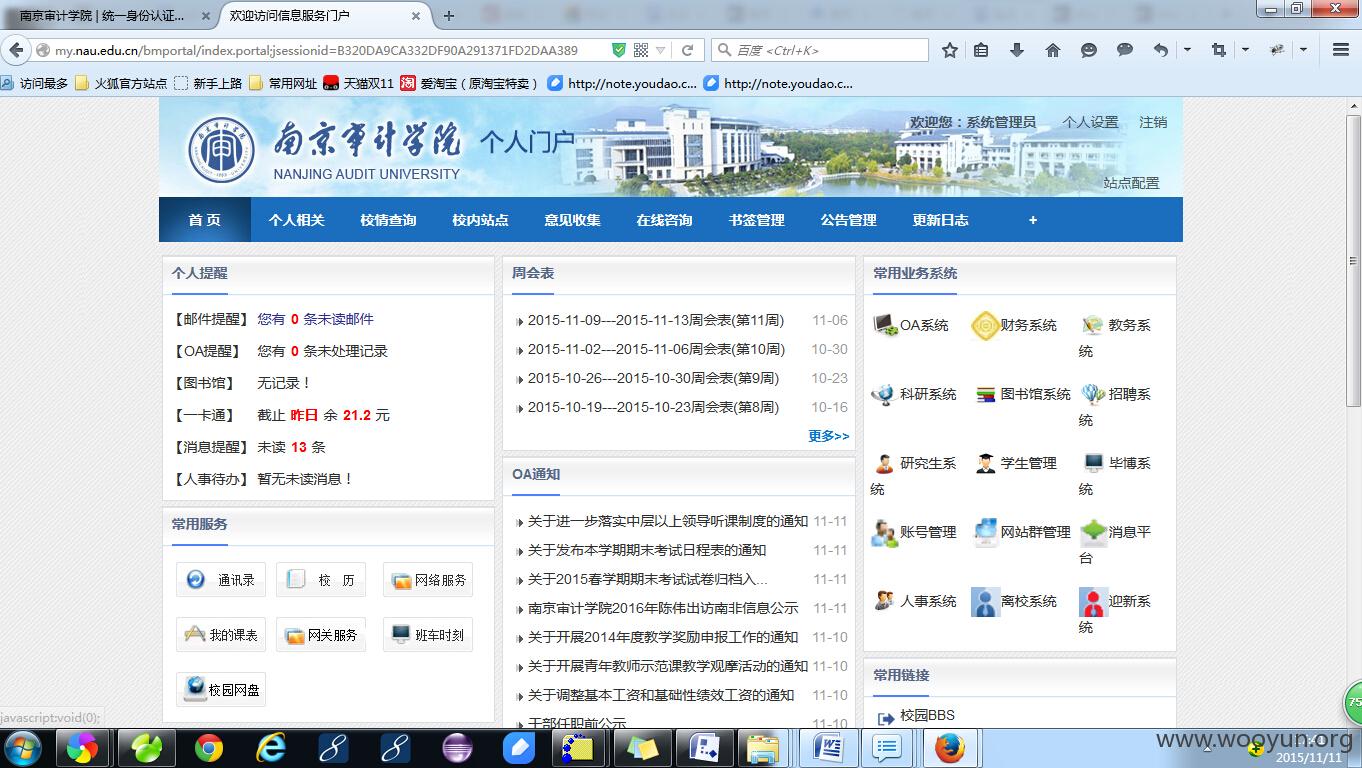 南京审计学院 | 统一身份认证... × 欢迎访问信息服务门户 × +
my.nau.edu.cn/bmportal/index.portal;jsessionid=B320DA9CA332DF90A291371FD2DAA389 百度 <Ctrl+K>
访问最多 火狐官方站点 新手上路 常用网址 天猫双11 爱淘宝（原淘宝特卖） http://note.youdao.c... http://note.youdao.c...
欢迎您：系统管理员 个人设置 注销
南京审计学院 个人门户
NANJING AUDIT UNIVERSITY
站点配置
首 页 个人相关 校情查询 校内站点 意见收集 在线咨询 书签管理 公告管理 更新日志 +
个人提醒
【邮件提醒】 您有 0 条未读邮件
【OA提醒】 您有 0 条未处理记录
【图书馆】 无记录！
【一卡通】 截止 昨日 余 21.2 元
【消息提醒】 未读 13 条
【人事待办】 暂无未读消息！
常用服务
通讯录 校 历 网络服务
我的课表 网关服务 班车时刻
校园网盘
周会表
2015-11-09---2015-11-13周会表(第11周) 11-06
2015-11-02---2015-11-06周会表(第10周) 10-30
2015-10-26---2015-10-30周会表(第9周) 10-23
2015-10-19---2015-10-23周会表(第8周) 10-16
更多>>
OA通知
关于进一步落实中层以上领导听课制度的通知 11-11
关于发布本学期期末考试日程表的通知 11-11
关于2015春学期期末考试试卷归档入... 11-11
南京审计学院2016年陈伟出访南非信息公示 11-11
关于开展2014年度教学奖励申报工作的通知 11-10
关于开展青年教师示范课教学观摩活动的通知 11-10
关于调整基本工资和基础性绩效工资的通知 11-10
干部任职前公示 11-10
常用业务系统
OA系统 财务系统 教务系
统
科研系统 图书馆系统 招聘系
统
研究生系 学生管理 毕博系
统 统
账号管理 网站群管理 消息平
台
人事系统 离校系统 迎新系
统
常用链接
校园BBS
javascript:void(0);
75
www.wooyun.org
2015/11/11